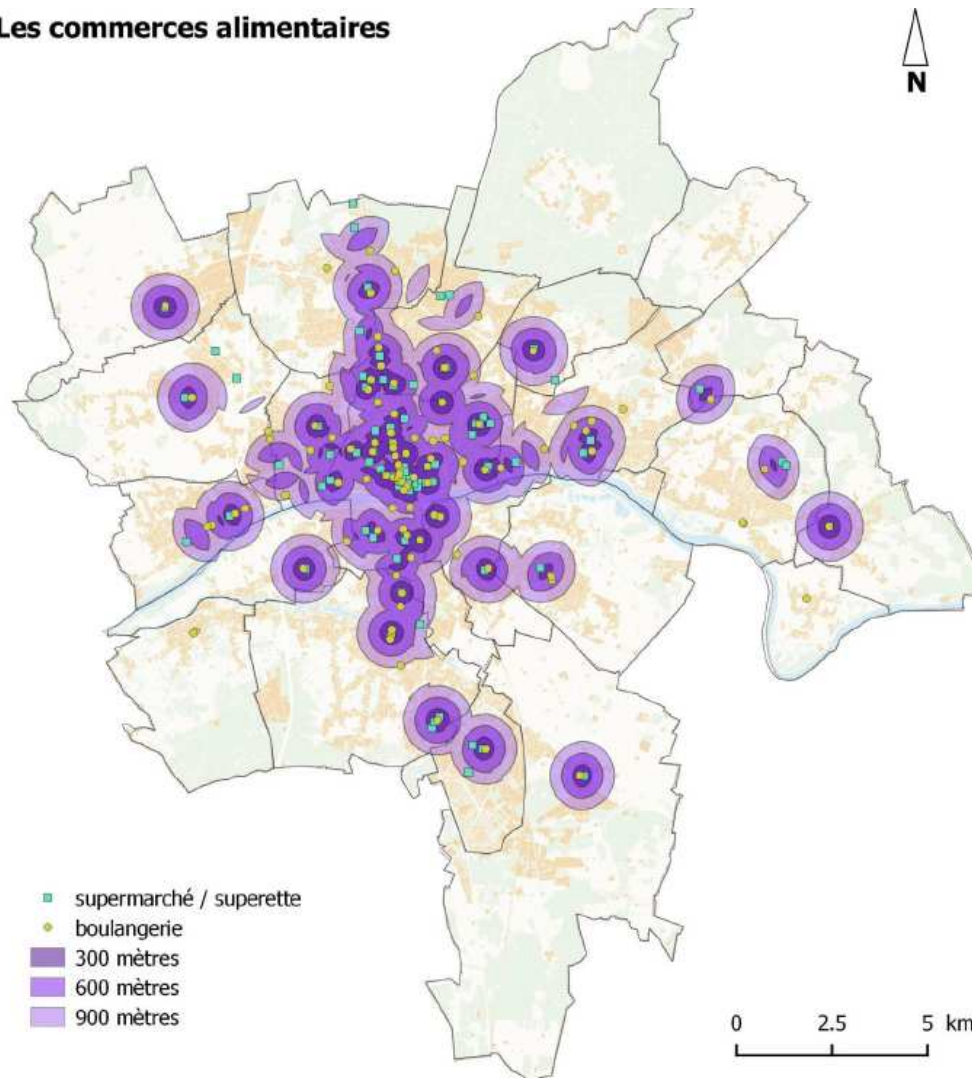 Les commerces alimentaires
N
supermarché / superette
boulangerie
300 mètres
600 mètres
900 mètres
0 2.5 5 km